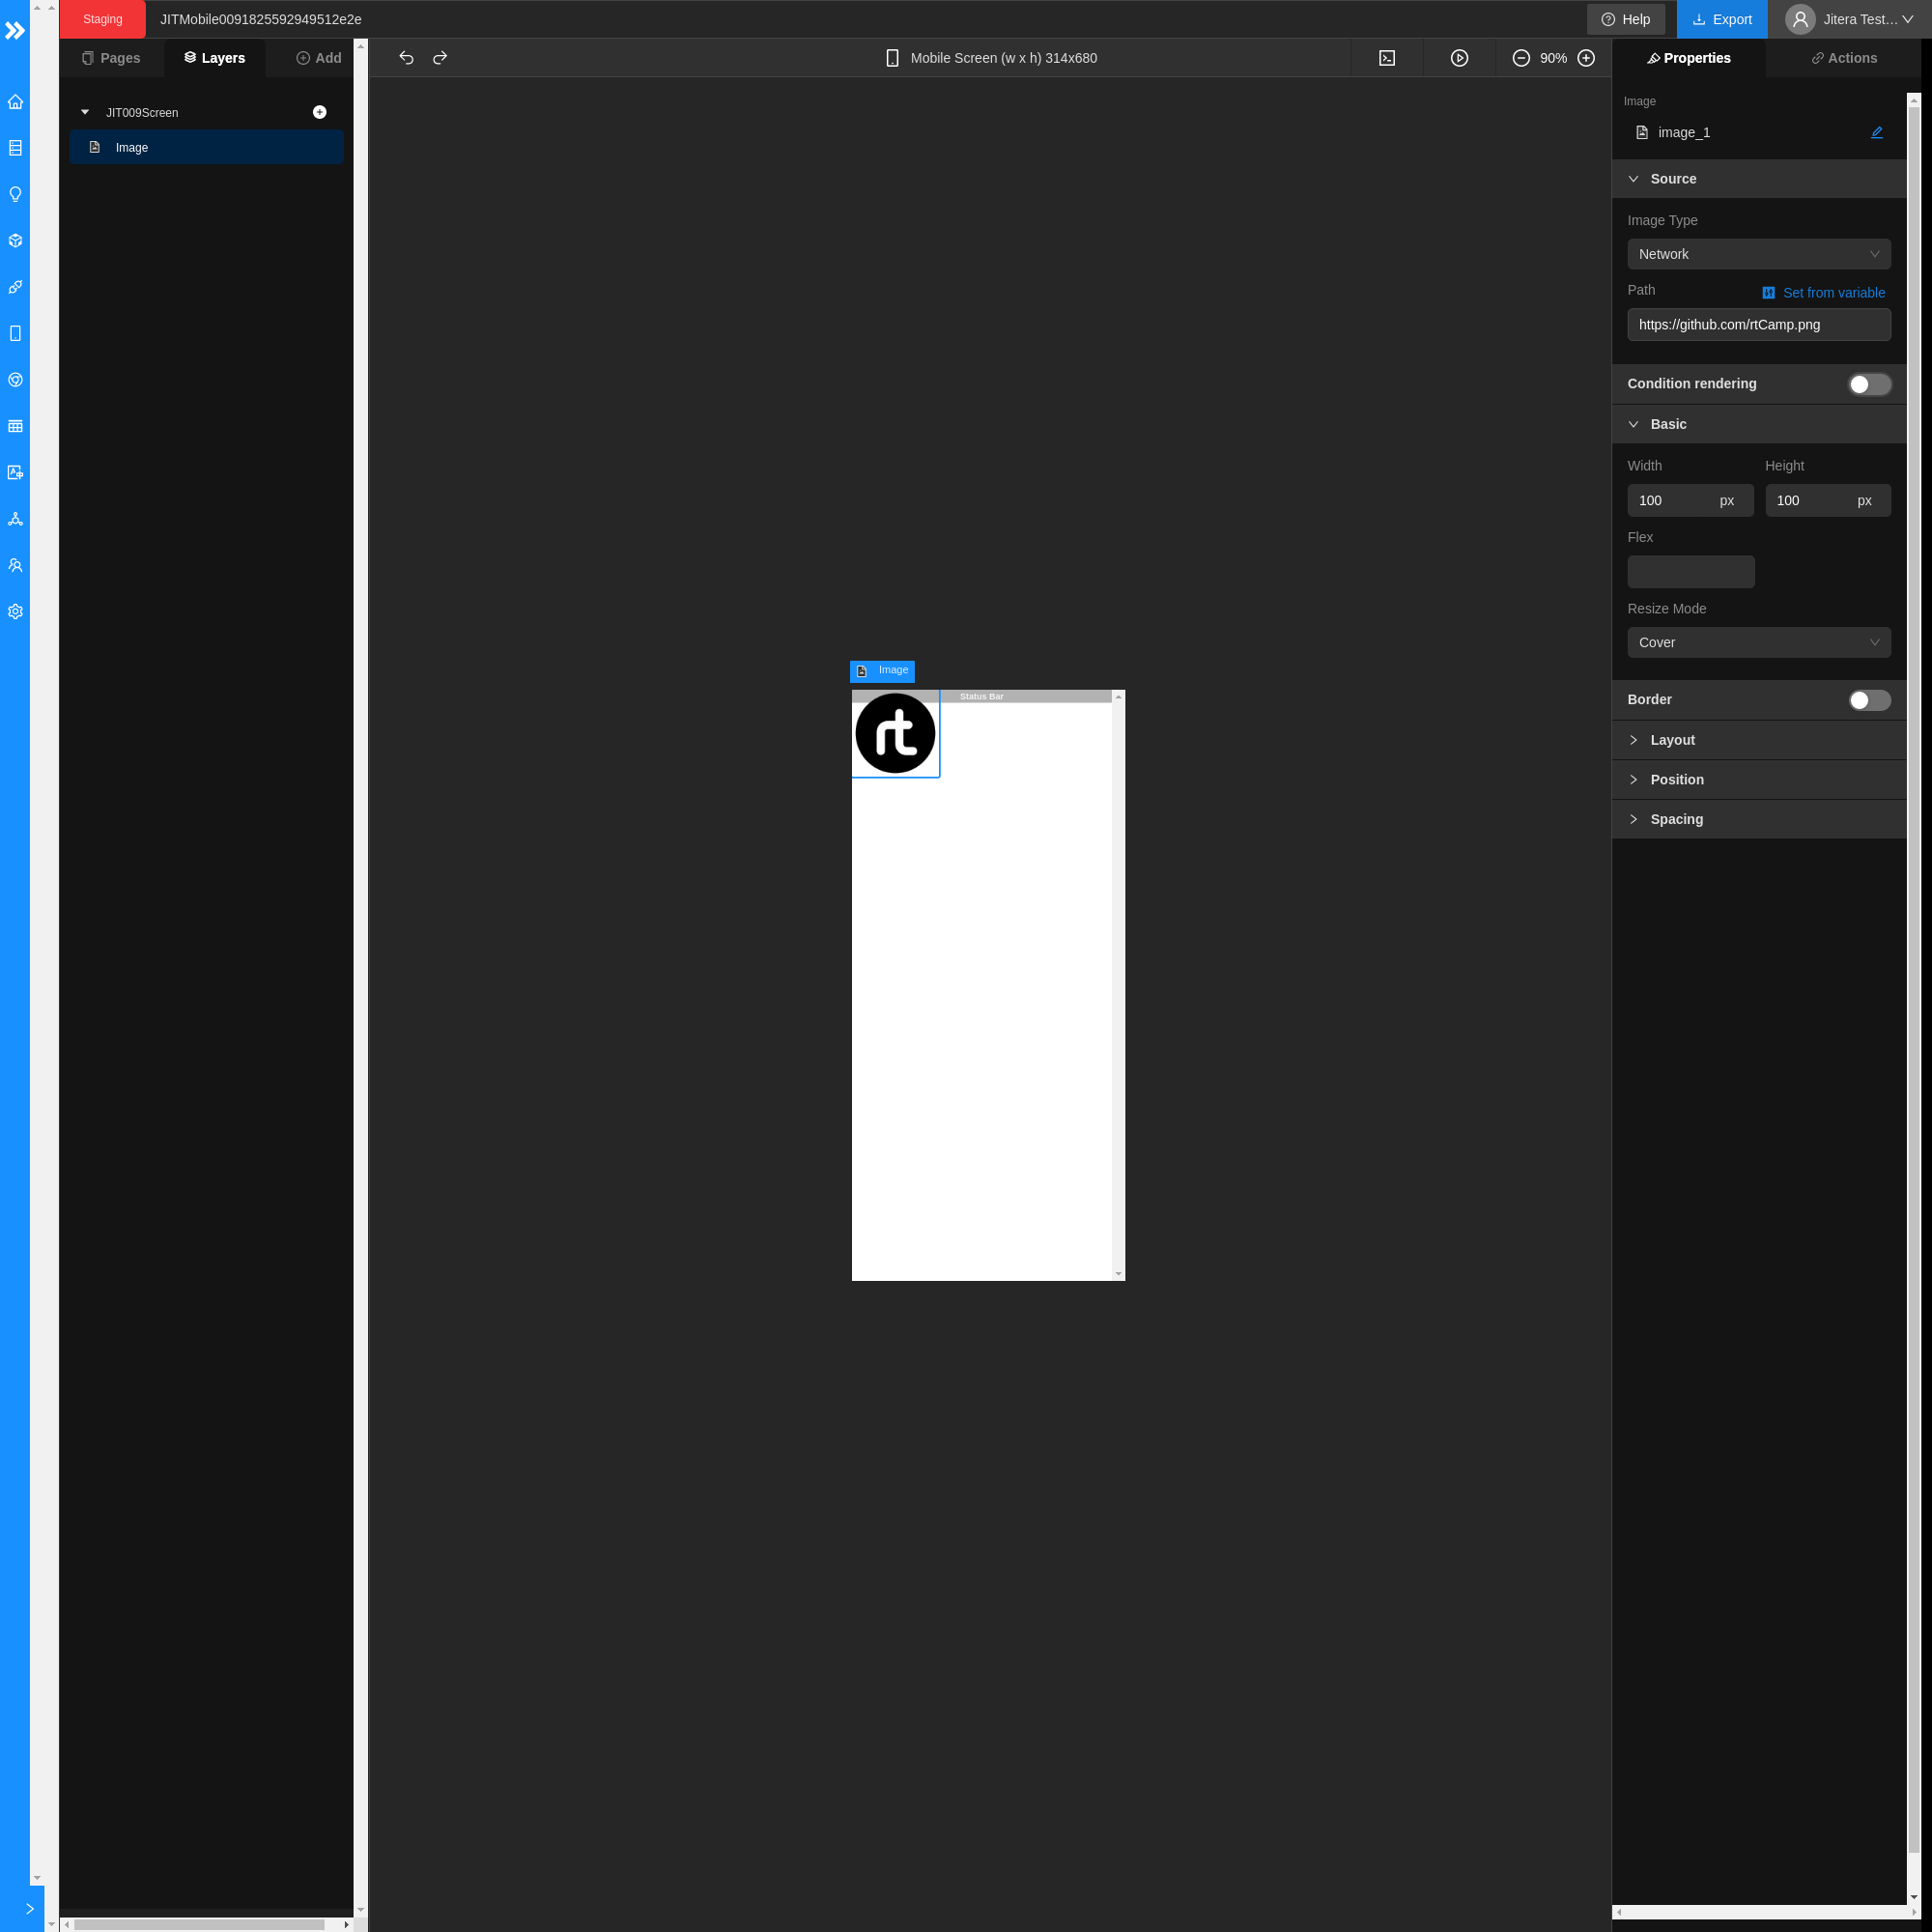 Staging
JITMobile0091825592949512e2e
Help
Export
Jitera Test...
Pages
Layers
Add
Mobile Screen (w x h) 314x680
90%
Properties
Actions
JIT009Screen
Image
Image
image_1
Source
Image Type
Network
Path
Set from variable
https://github.com/rtCamp.png
Condition rendering
Basic
Width
Height
100 px
100 px
Flex
Resize Mode
Cover
Border
Layout
Position
Spacing
Image
Status Bar
rt